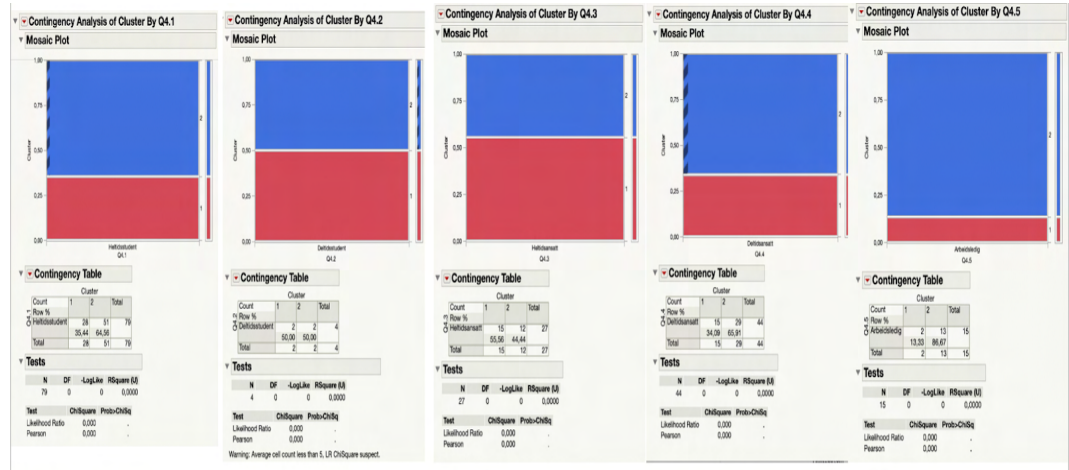 Contingency Analysis of Cluster By Q4.1
Mosaic Plot
1,00
0,75
0,50
0,25
0,00
Cluster
2
1
Heltidsstudent
Q4.1
Contingency Table
Cluster
Count 1 2 Total
Row %
Q4.1
Heltidsstudent 28 51 79
35,44 64,56
Total 28 51 79
Tests
N DF -LogLike RSquare (U)
79 0 0 0,0000
Test ChiSquare Prob>ChiSq
Likelihood Ratio 0,000 .
Pearson 0,000 .
Contingency Analysis of Cluster By Q4.2
Mosaic Plot
1,00
0,75
0,50
0,25
0,00
Cluster
2
1
Deltidsstudent
Q4.2
Contingency Table
Cluster
Count 1 2 Total
Row %
Q4.2
Deltidsstudent 2 2 4
50,00 50,00
Total 2 2 4
Tests
N DF -LogLike RSquare (U)
4 0 0 0,0000
Test ChiSquare Prob>ChiSq
Likelihood Ratio 0,000 .
Pearson 0,000 .
Warning: Average cell count less than 5, LR ChiSquare suspect.
Contingency Analysis of Cluster By Q4.3
Mosaic Plot
1,00
0,75
0,50
0,25
0,00
Cluster
2
1
Heltidsansatt
Q4.3
Contingency Table
Cluster
Count 1 2 Total
Row %
Q4.3
Heltidsansatt 15 12 27
55,56 44,44
Total 15 12 27
Tests
N DF -LogLike RSquare (U)
27 0 0 0,0000
Test ChiSquare Prob>ChiSq
Likelihood Ratio 0,000 .
Pearson 0,000 .
Contingency Analysis of Cluster By Q4.4
Mosaic Plot
1,00
0,75
0,50
0,25
0,00
Cluster
2
1
Deltidsansatt
Q4.4
Contingency Table
Cluster
Count 1 2 Total
Row %
Q4.4
Deltidsansatt 15 29 44
34,09 65,91
Total 15 29 44
Tests
N DF -LogLike RSquare (U)
44 0 0 0,0000
Test ChiSquare Prob>ChiSq
Likelihood Ratio 0,000 .
Pearson 0,000 .
Contingency Analysis of Cluster By Q4.5
Mosaic Plot
1,00
0,75
0,50
0,25
0,00
Cluster
2
1
Arbeidsledig
Q4.5
Contingency Table
Cluster
Count 1 2 Total
Row %
Q4.5
Arbeidsledig 2 13 15
13,33 86,67
Total 2 13 15
Tests
N DF -LogLike RSquare (U)
15 0 0 0,0000
Test ChiSquare Prob>ChiSq
Likelihood Ratio 0,000 .
Pearson 0,000 .